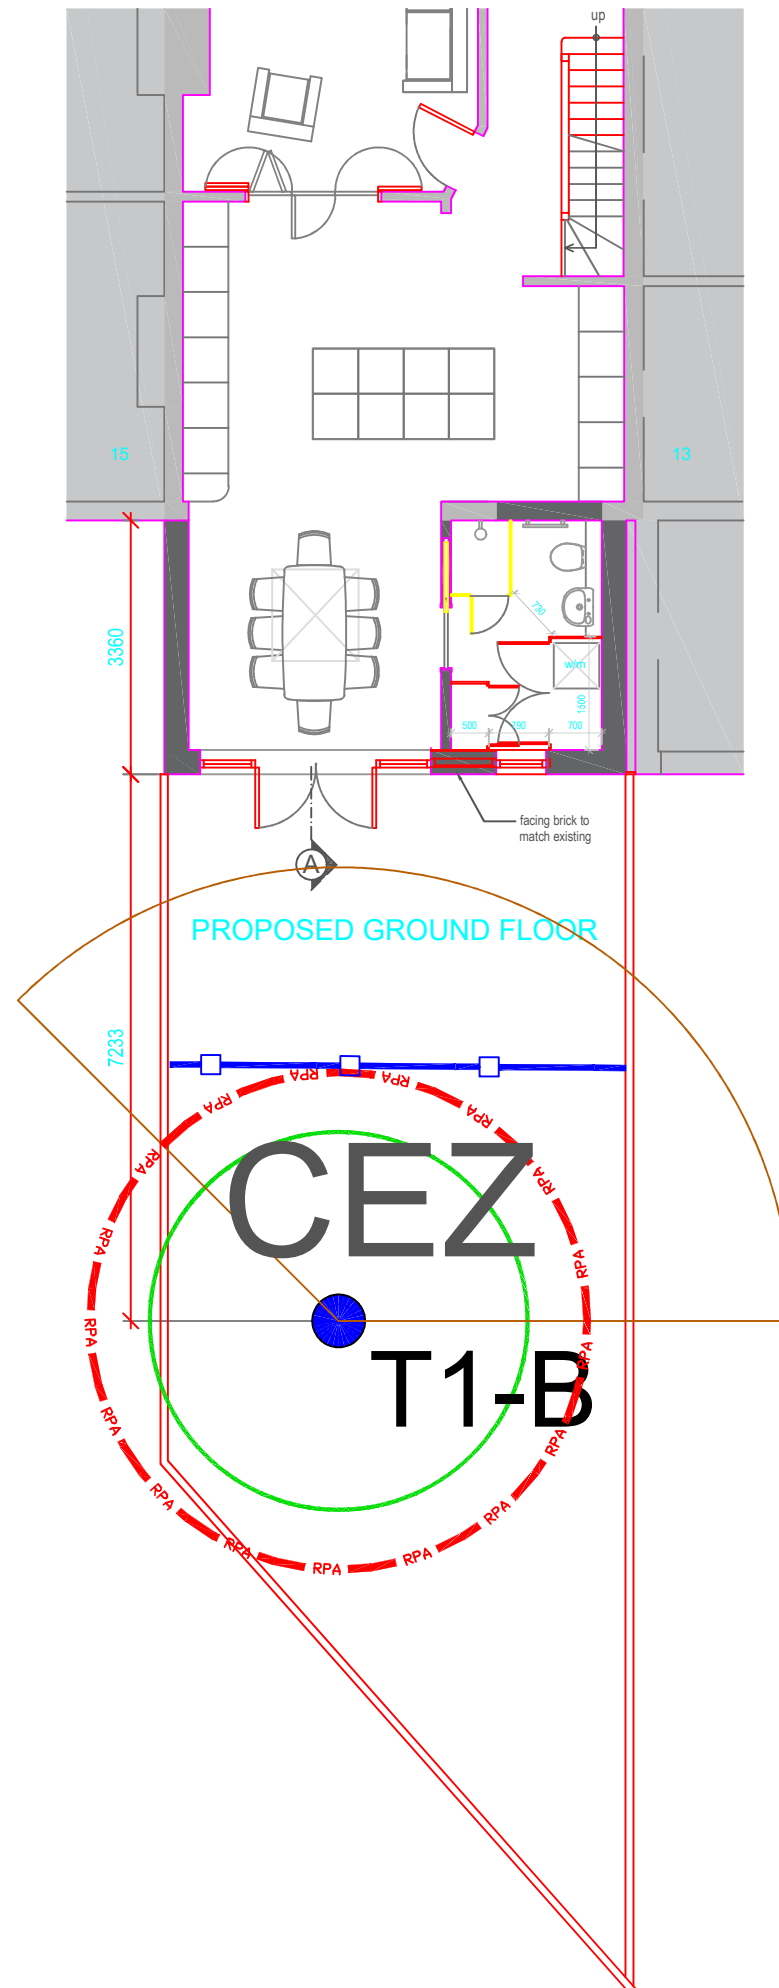 up
15
13
3360
730
w/m
1500
500
790
700
facing brick to
match existing
A
PROPOSED GROUND FLOOR
7233
RPA
RPA
RPA
RPA
RPA
RPA
RPA
CEZ
RPA
RPA
RPA
RPA
T1-B
RPA
RPA
RPA
RPA
RPA
RPA
RPA
RPA